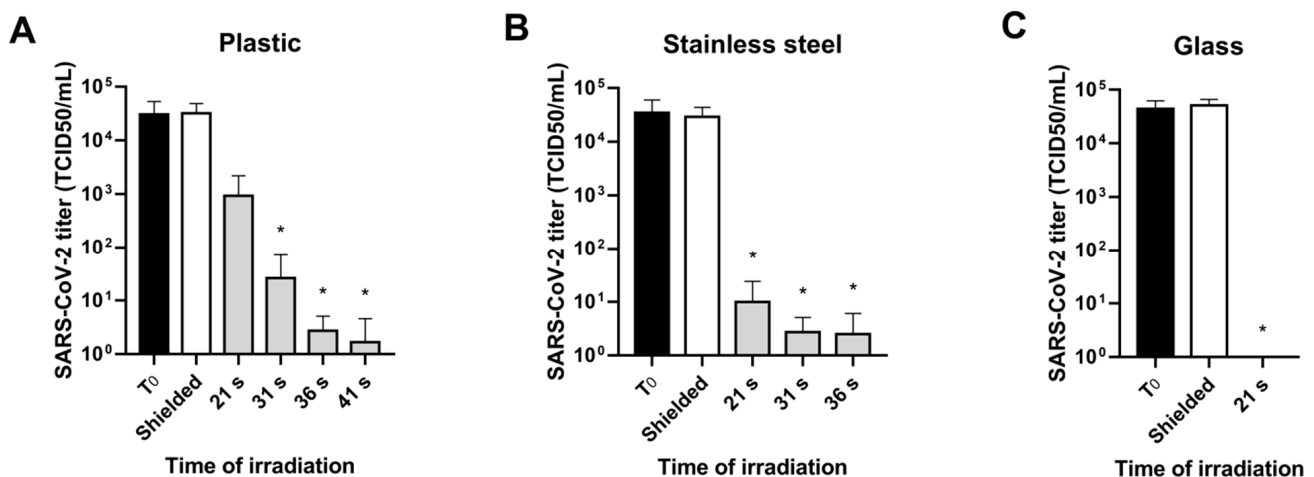 A
Plastic
SARS-CoV-2 titer (TCID50/mL)
10⁵
10⁴
10³
10²
10¹
10⁰
T₀
Shielded
21 s
31 s
36 s
41 s
*
*
*
Time of irradiation
B
Stainless steel
SARS-CoV-2 titer (TCID50/mL)
10⁵
10⁴
10³
10²
10¹
10⁰
T₀
Shielded
21 s
31 s
36 s
*
*
*
Time of irradiation
C
Glass
SARS-CoV-2 titer (TCID50/mL)
10⁵
10⁴
10³
10²
10¹
10⁰
T₀
Shielded
21 s
*
Time of irradiation